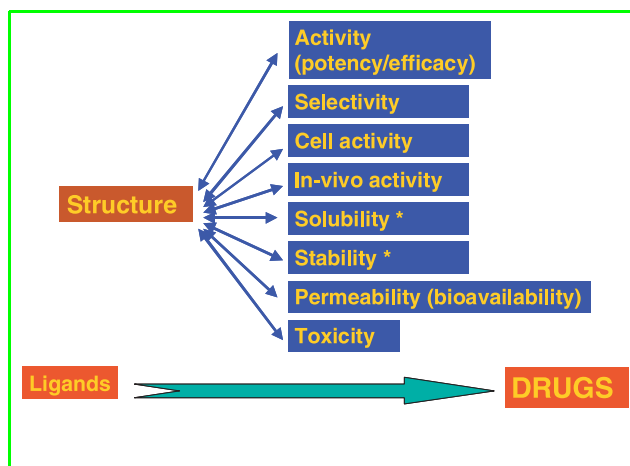 Activity
(potency/efficacy)
Selectivity
Cell activity
In-vivo activity
Structure
Solubility *
Stability *
Permeability (bioavailability)
Toxicity
Ligands
DRUGS